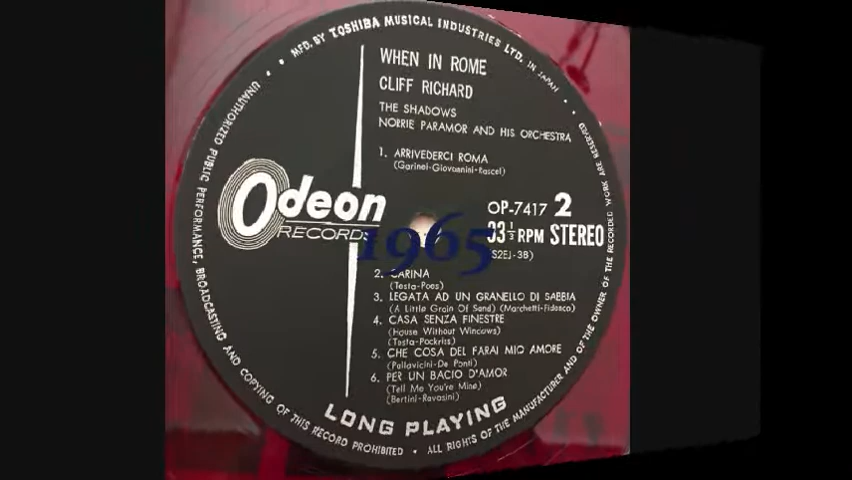 MFD. BY TOSHIBA MUSICAL INDUSTRIES LTD. IN JAPAN
WHEN IN ROME
CLIFF RICHARD
THE SHADOWS
NORRIE PARAMOR AND HIS ORCHESTRA
1. ARRIVEDERCI ROMA
(Garinei-Giovannini-Rascel)
Odeon
RECORDS
OP-7417 2
33 1/3 RPM STEREO
(S2EJ-38)
1965
2. CARINA
(Testa-Poes)
3. LEGATA AD UN GRANELLO DI SABBIA
(A Little Grain Of Sand) (Marchetti-Fidenco)
4. CASA SENZA FINESTRE
(House Without Windows)
(Testa-Pockriss)
5. CHE COSA DEL FARAI MIO AMORE
(Pallavicini-De Ponti)
6. PER UN BACIO D'AMOR
(Tell Me You're Mine)
(Bertini-Ravasini)
LONG PLAYING
UNAUTHORIZED PUBLIC PERFORMANCE, BROADCASTING AND COPYING OF THIS RECORD PROHIBITED • ALL RIGHTS OF THE MANUFACTURER AND OF THE OWNER OF THE RECORDED WORK ARE RESERVED